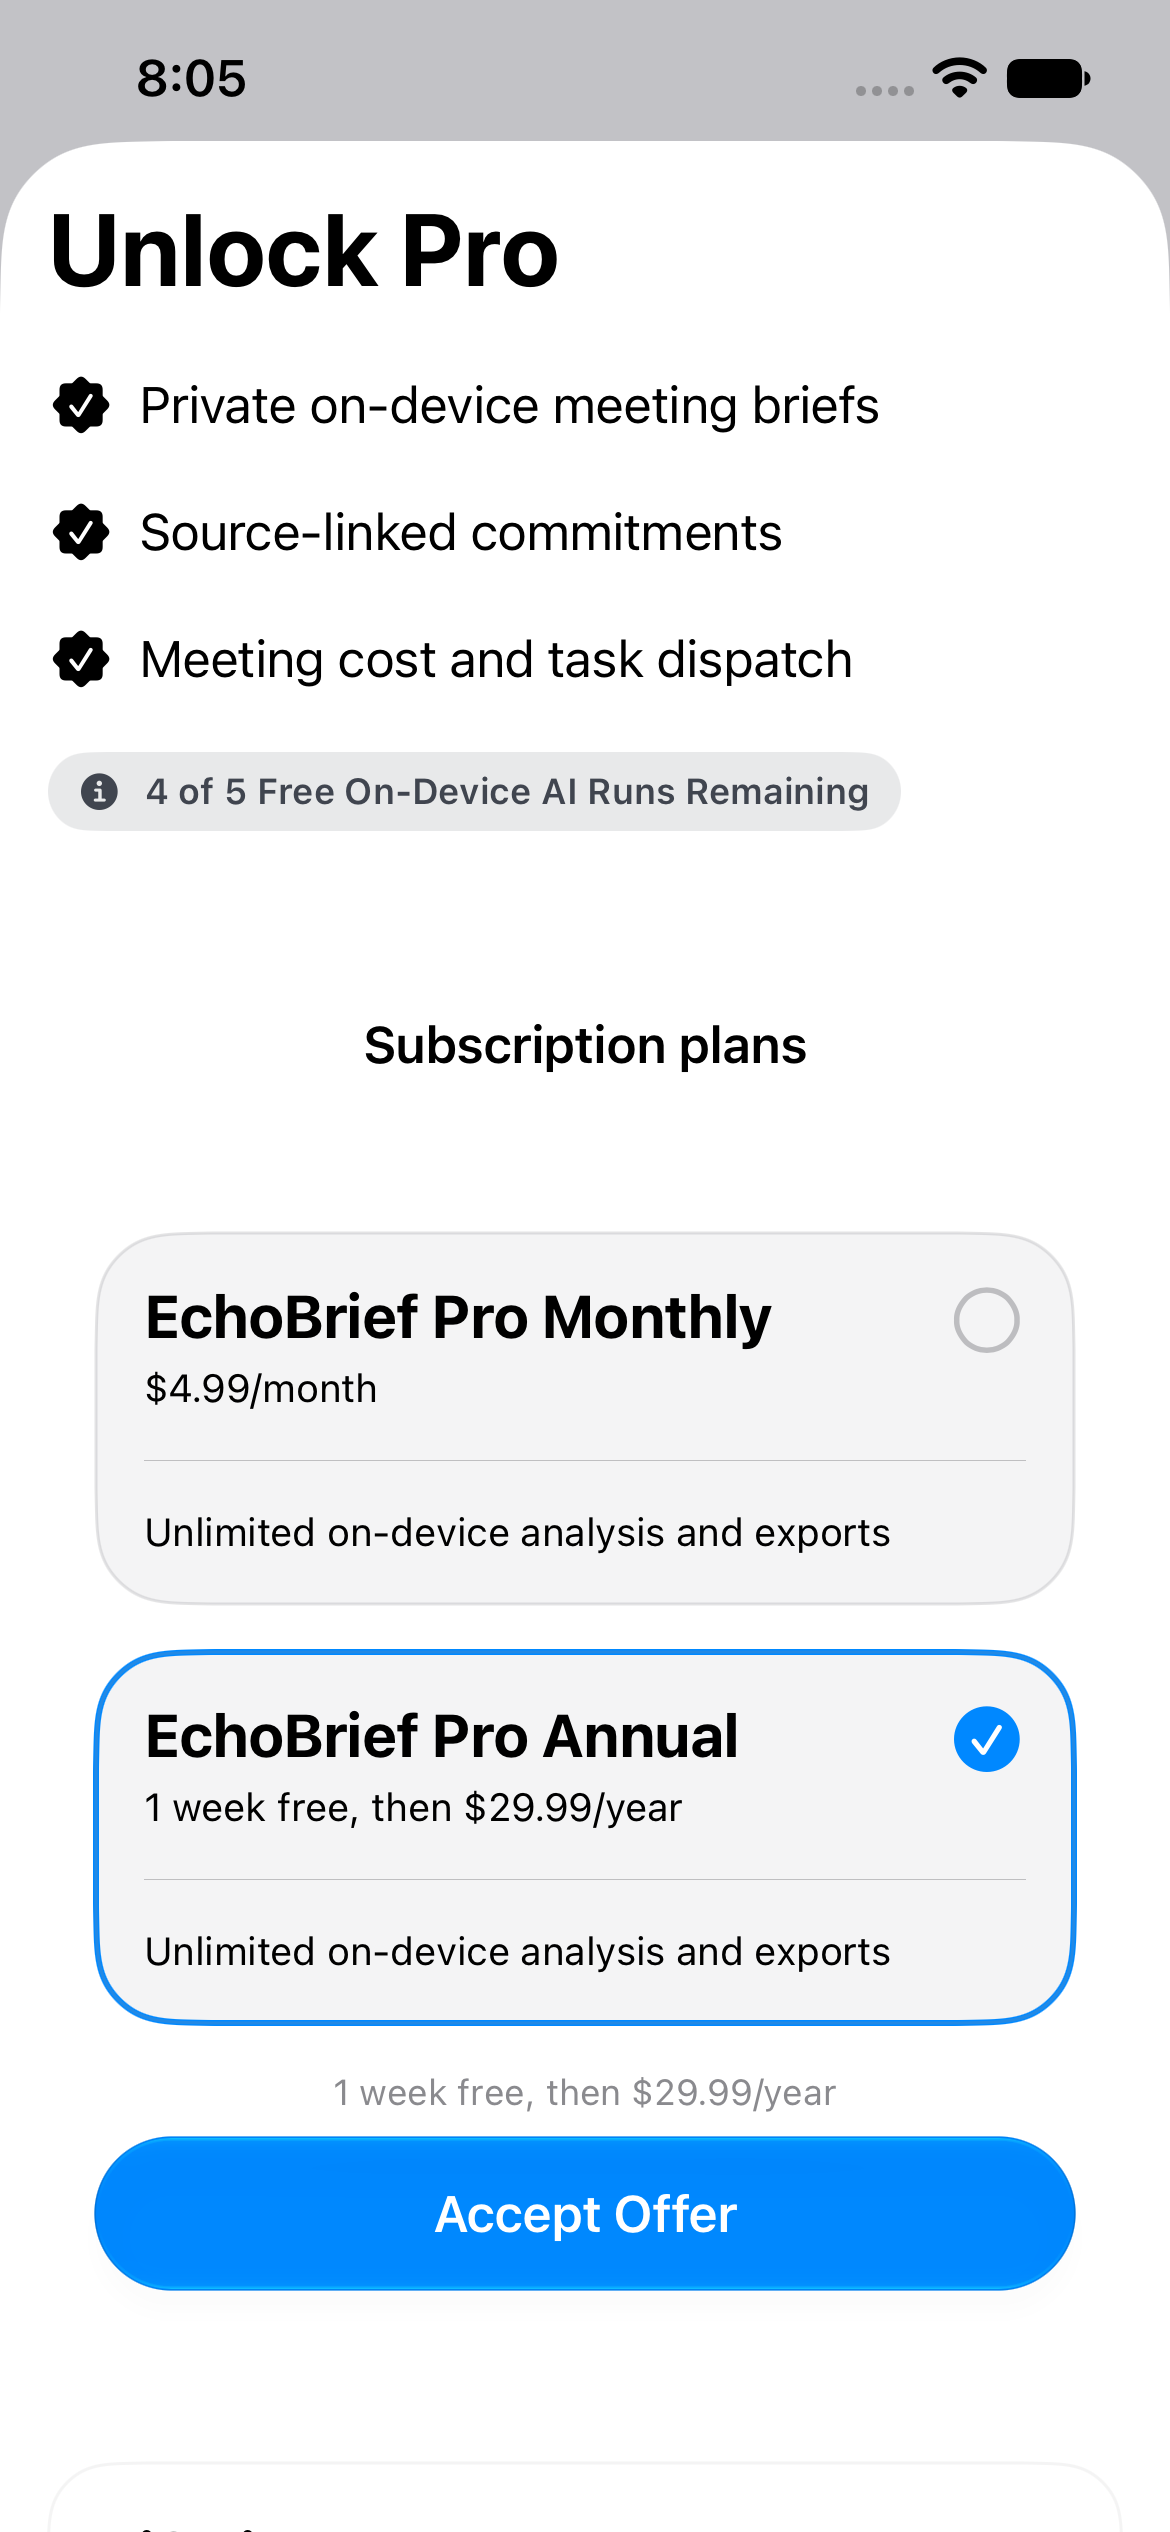 8:05
Unlock Pro
Private on-device meeting briefs
Source-linked commitments
Meeting cost and task dispatch
4 of 5 Free On-Device AI Runs Remaining
Subscription plans
EchoBrief Pro Monthly
$4.99/month
Unlimited on-device analysis and exports
EchoBrief Pro Annual
1 week free, then $29.99/year
Unlimited on-device analysis and exports
1 week free, then $29.99/year
Accept Offer